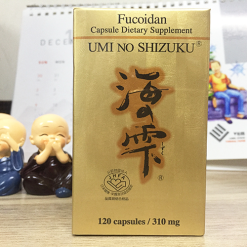 Fucoidan
Capsule Dietary Supplement
UMI NO SHIZUKU®
海の雫®
120 capsules / 310 mg